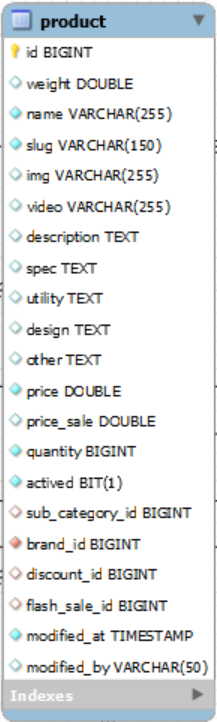 product
id BIGINT
weight DOUBLE
name VARCHAR(255)
slug VARCHAR(150)
img VARCHAR(255)
video VARCHAR(255)
description TEXT
spec TEXT
utility TEXT
design TEXT
other TEXT
price DOUBLE
price_sale DOUBLE
quantity BIGINT
actived BIT(1)
sub_category_id BIGINT
brand_id BIGINT
discount_id BIGINT
flash_sale_id BIGINT
modified_at TIMESTAMP
modified_by VARCHAR(50)
Indexes